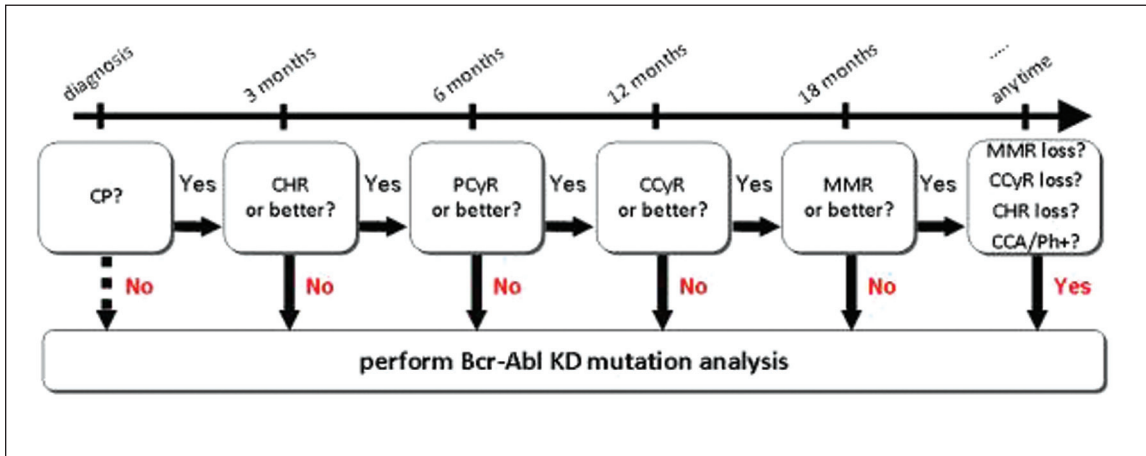 diagnosis
3 months
6 months
12 months
18 months
.....
anytime
CP?
Yes
CHR
or better?
Yes
PCyR
or better?
Yes
CCyR
or better?
Yes
MMR
or better?
Yes
MMR loss?
CCyR loss?
CHR loss?
CCA/Ph+?
No
No
No
No
No
Yes
perform Bcr-Abl KD mutation analysis